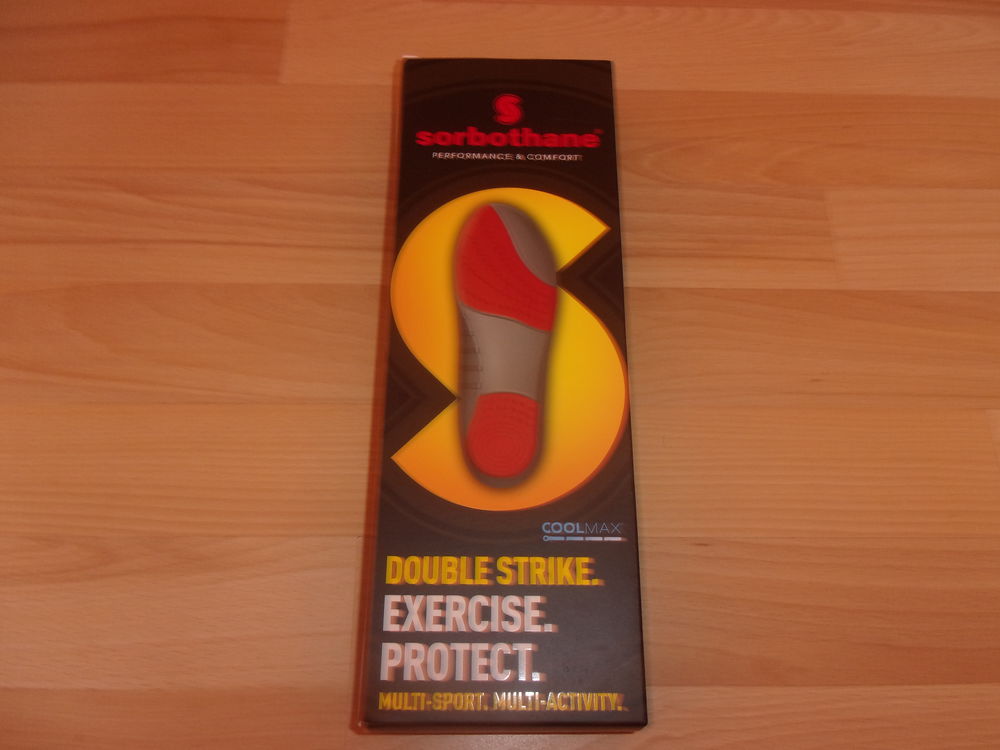 sorbothane®
PERFORMANCE & COMFORT
COOLMAX
DOUBLE STRIKE.
EXERCISE.
PROTECT.
MULTI-SPORT. MULTI-ACTIVITY.